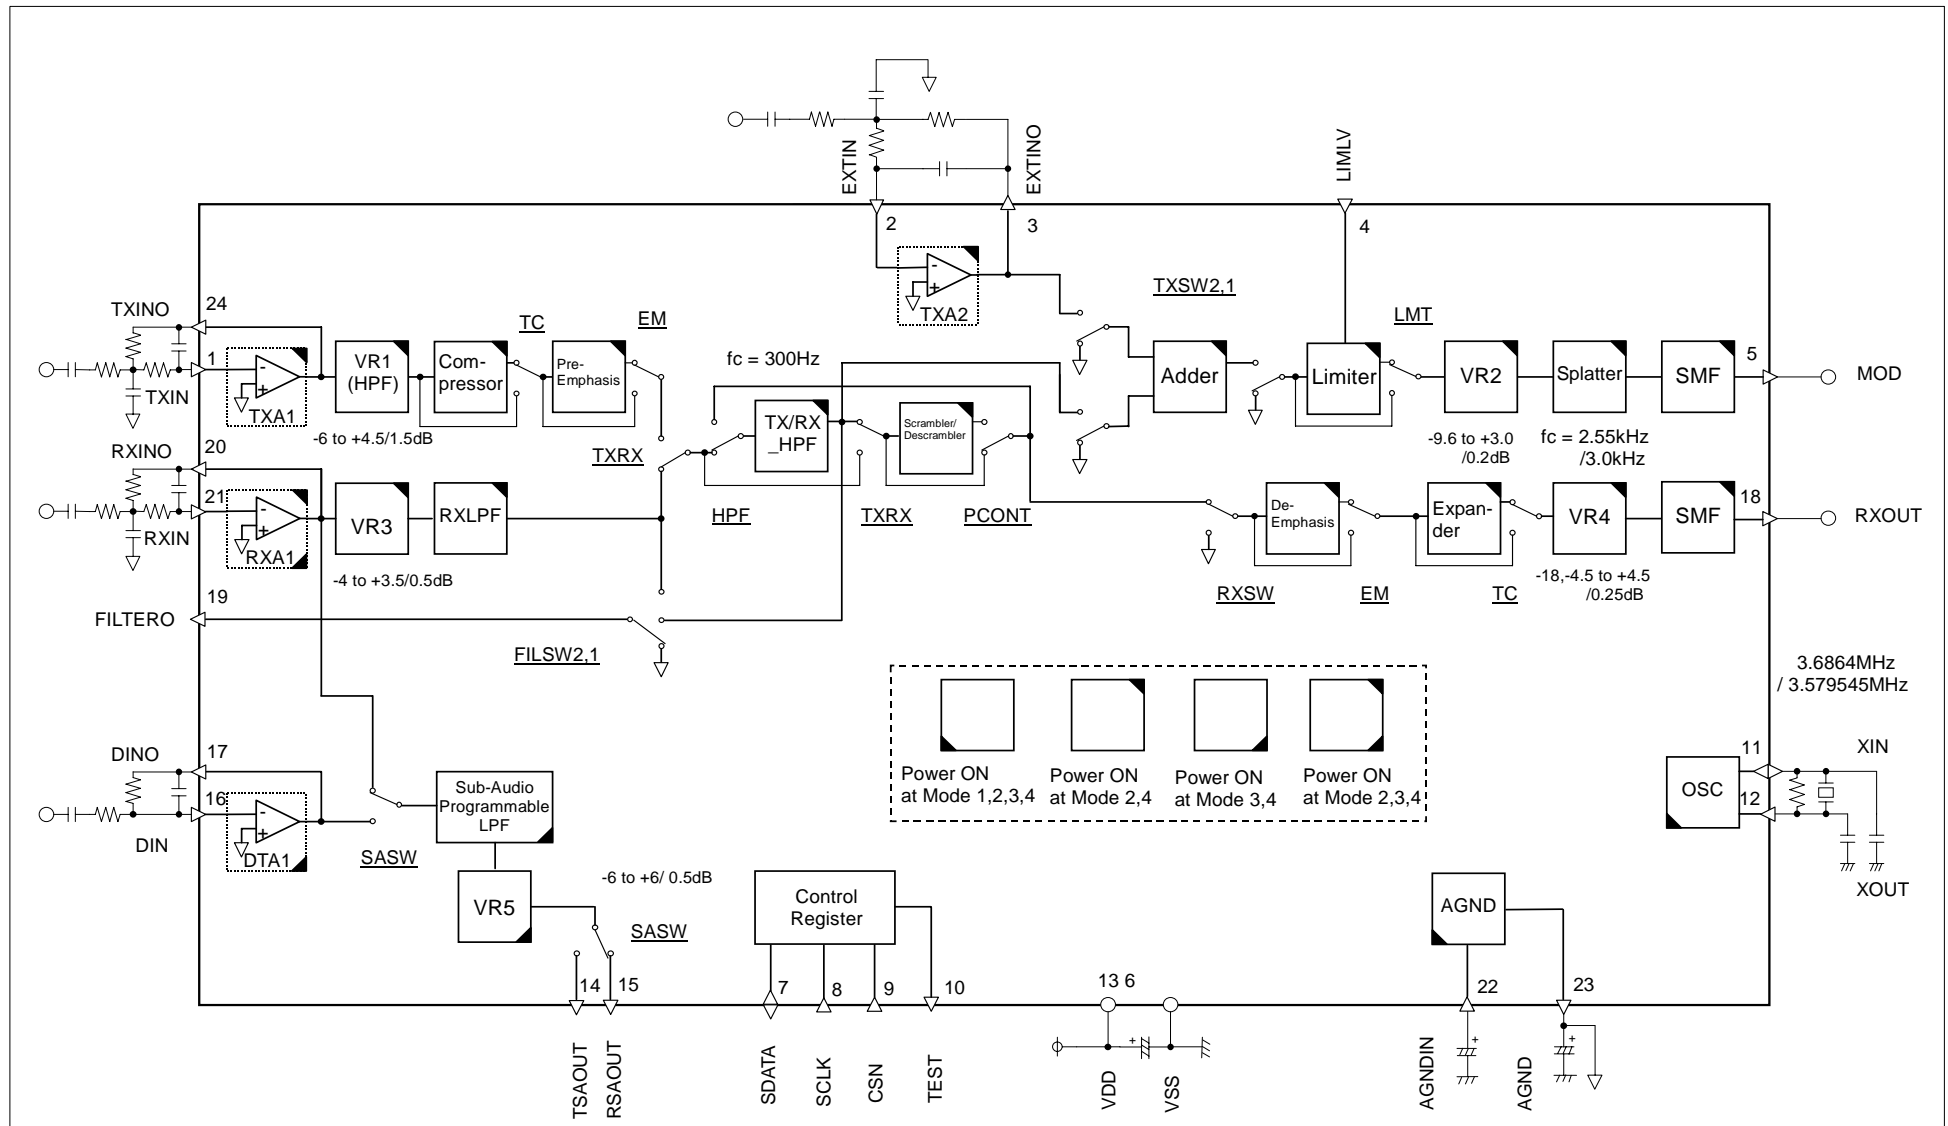 EXTIN
EXTINO
LIMLV
2
3
4
TXA2
TXSW2,1
LMT
TXINO
24
1
TXIN
TXA1
VR1
(HPF)
-6 to +4.5/1.5dB
Com-
pressor
TC
Pre-
Emphasis
EM
fc = 300Hz
TX/RX
_HPF
Scrambler/
Descrambler
Adder
Limiter
VR2
-9.6 to +3.0
/0.2dB
Splatter
fc = 2.55kHz
/3.0kHz
SMF
5
MOD
RXINO
20
21
RXIN
RXA1
VR3
-4 to +3.5/0.5dB
RXLPF
TXRX
HPF
TXRX
PCONT
RXSW
De-
Emphasis
EM
Expan-
der
TC
VR4
-18,-4.5 to +4.5
/0.25dB
SMF
18
RXOUT
19
FILTERO
FILSW2,1
Power ON
at Mode 1,2,3,4
Power ON
at Mode 2,4
Power ON
at Mode 3,4
Power ON
at Mode 2,3,4
3.6864MHz
/ 3.579545MHz
DINO
17
16
DIN
DTA1
SASW
Sub-Audio
Programmable
LPF
VR5
-6 to +6/ 0.5dB
SASW
Control
Register
AGND
OSC
11
XIN
12
XOUT
14
15
7
8
9
10
13
6
22
23
TSAOUT
RSAOUT
SDATA
SCLK
CSN
TEST
VDD
VSS
AGNDIN
AGND